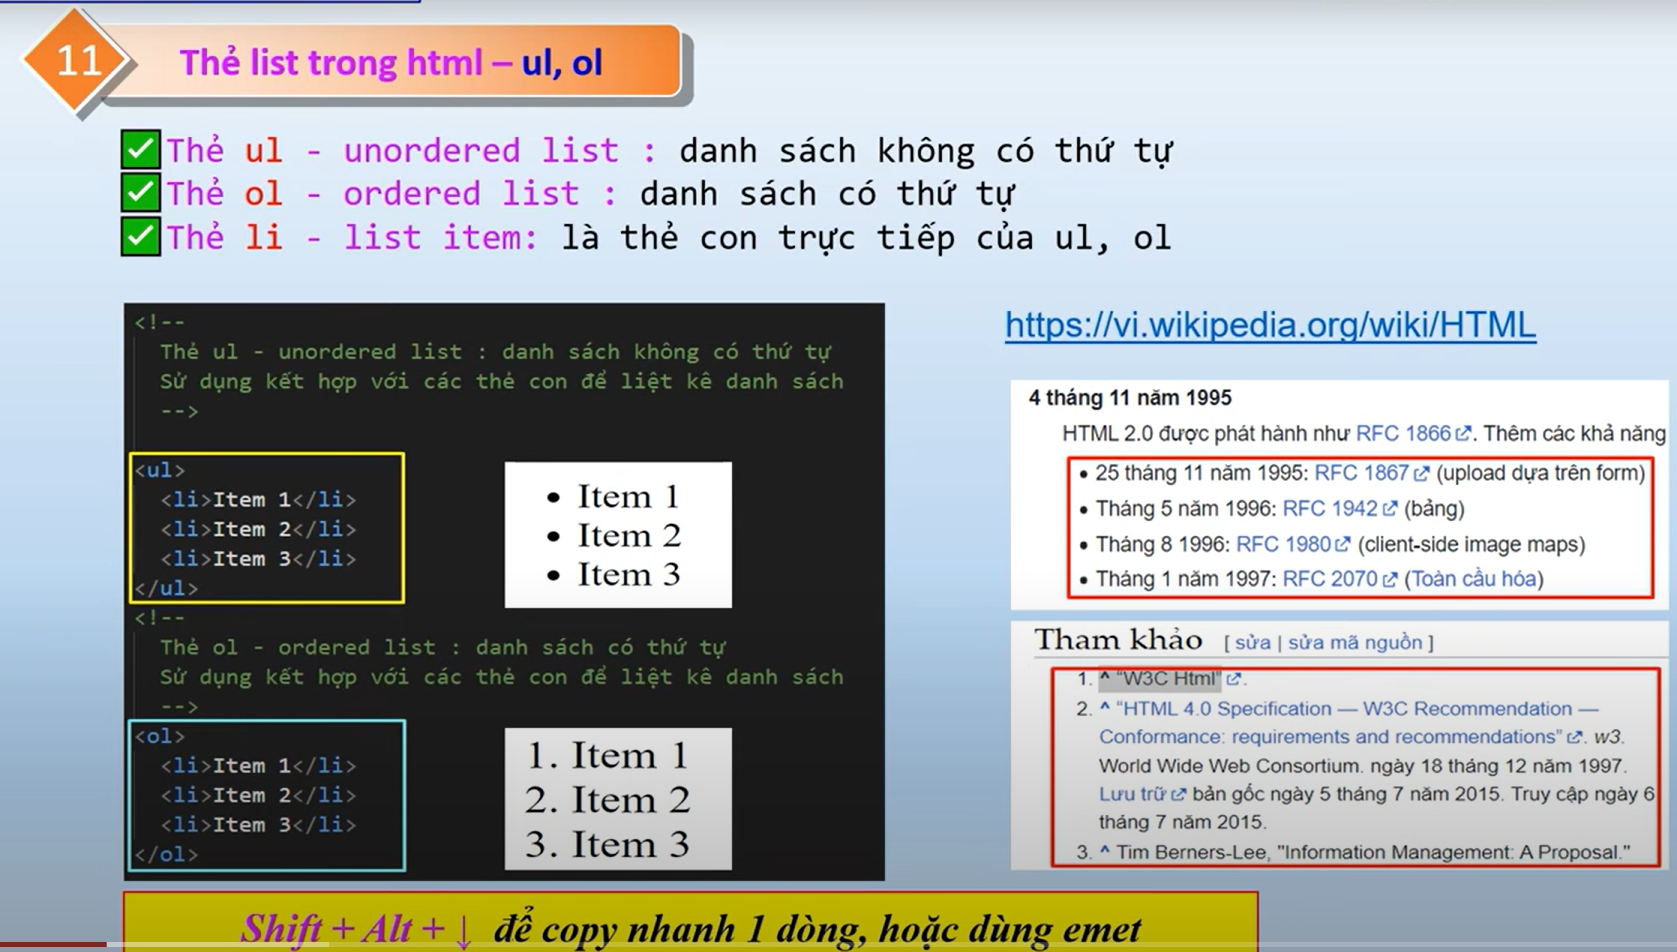 11
Thẻ list trong html – ul, ol
Thẻ ul - unordered list : danh sách không có thứ tự
Thẻ ol - ordered list : danh sách có thứ tự
Thẻ li - list item: là thẻ con trực tiếp của ul, ol
<!--
Thẻ ul - unordered list : danh sách không có thứ tự
Sử dụng kết hợp với các thẻ con để liệt kê danh sách
-->
<ul>
<li>Item 1</li>
<li>Item 2</li>
<li>Item 3</li>
</ul>
<!--
Thẻ ol - ordered list : danh sách có thứ tự
Sử dụng kết hợp với các thẻ con để liệt kê danh sách
-->
<ol>
<li>Item 1</li>
<li>Item 2</li>
<li>Item 3</li>
</ol>
• Item 1
• Item 2
• Item 3
1. Item 1
2. Item 2
3. Item 3
https://vi.wikipedia.org/wiki/HTML
4 tháng 11 năm 1995
HTML 2.0 được phát hành như RFC 1866. Thêm các khả năng
• 25 tháng 11 năm 1995: RFC 1867 (upload dựa trên form)
• Tháng 5 năm 1996: RFC 1942 (bảng)
• Tháng 8 1996: RFC 1980 (client-side image maps)
• Tháng 1 năm 1997: RFC 2070 (Toàn cầu hóa)
Tham khảo [ sửa | sửa mã nguồn ]
1. ^ “W3C Html”.
2. ^ “HTML 4.0 Specification — W3C Recommendation —
Conformance: requirements and recommendations”. w3.
World Wide Web Consortium. ngày 18 tháng 12 năm 1997.
Lưu trữ bản gốc ngày 5 tháng 7 năm 2015. Truy cập ngày 6
tháng 7 năm 2015.
3. ^ Tim Berners-Lee, "Information Management: A Proposal."
Shift + Alt + ↓ để copy nhanh 1 dòng, hoặc dùng emet